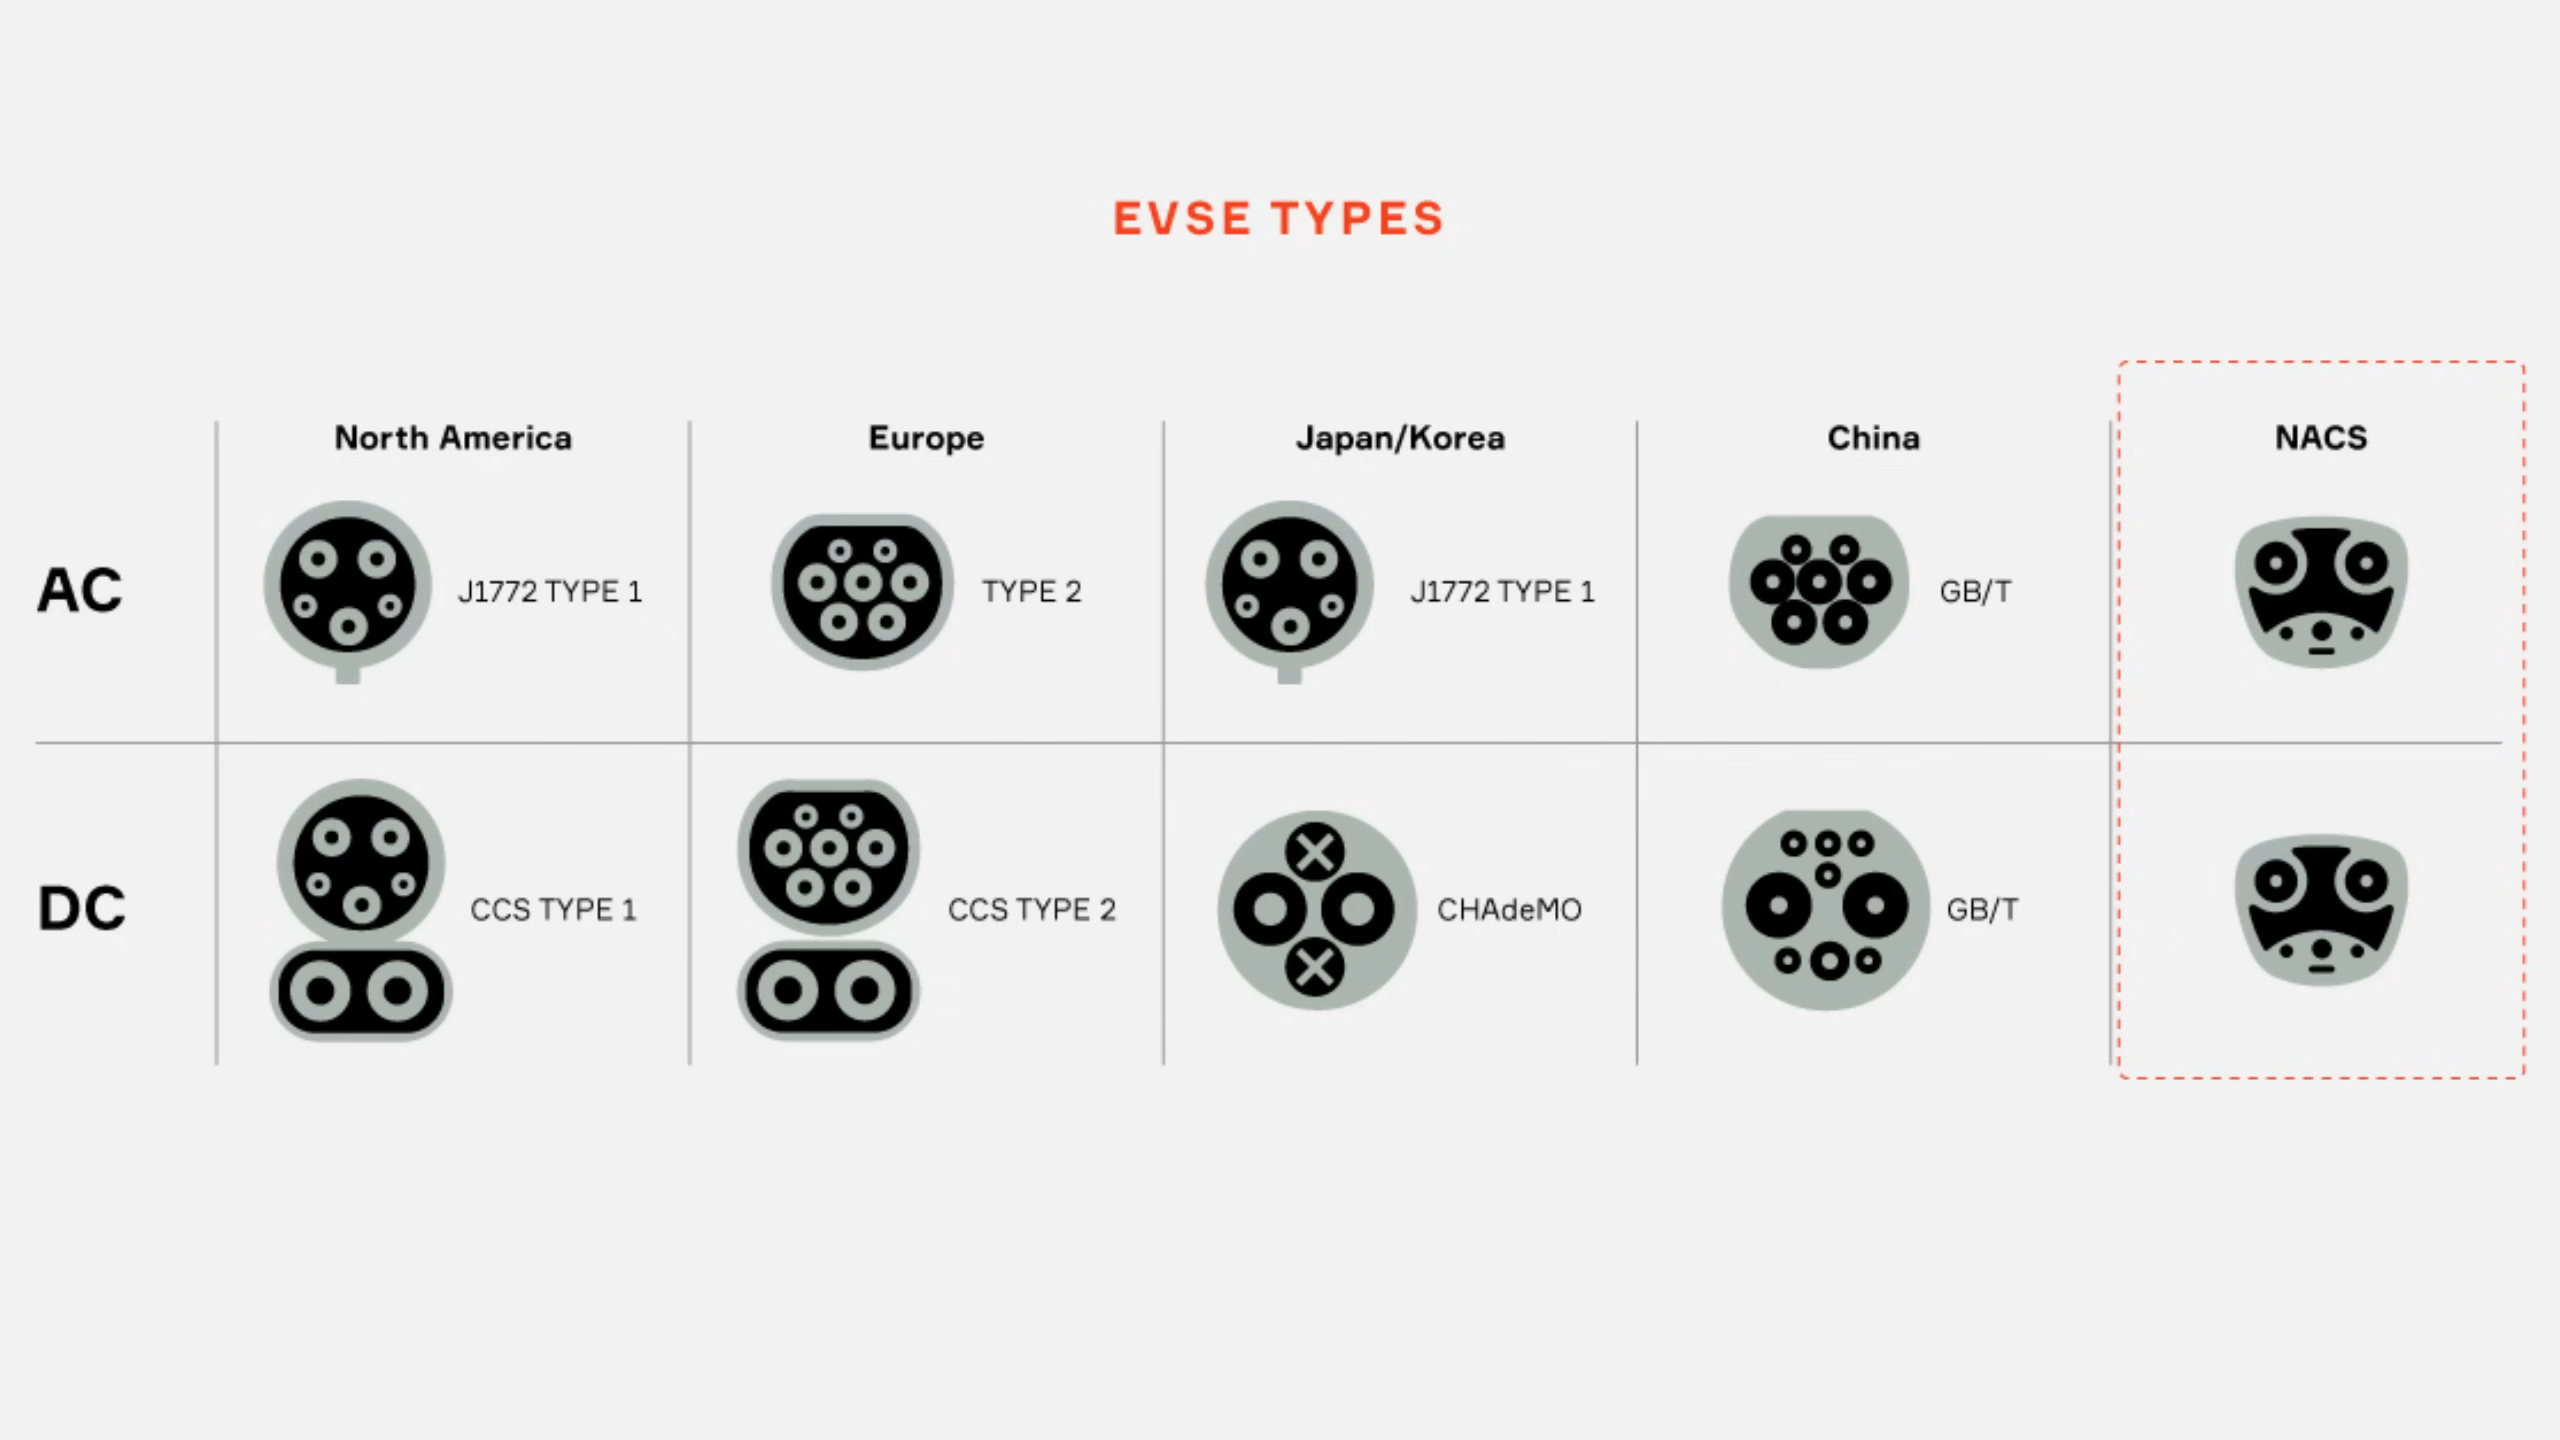 EVSE TYPES
North America
Europe
Japan/Korea
China
NACS
AC
J1772 TYPE 1
TYPE 2
J1772 TYPE 1
GB/T
DC
CCS TYPE 1
CCS TYPE 2
CHAdeMO
GB/T